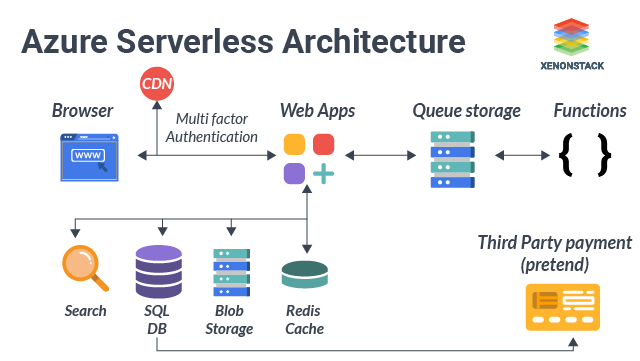 Azure Serverless Architecture
XENONSTACK
CDN
Browser
Multi factor
Authentication
Web Apps
Queue storage
Functions
WWW
{ }
Third Party payment
(pretend)
Search
SQL
DB
Blob
Storage
Redis
Cache